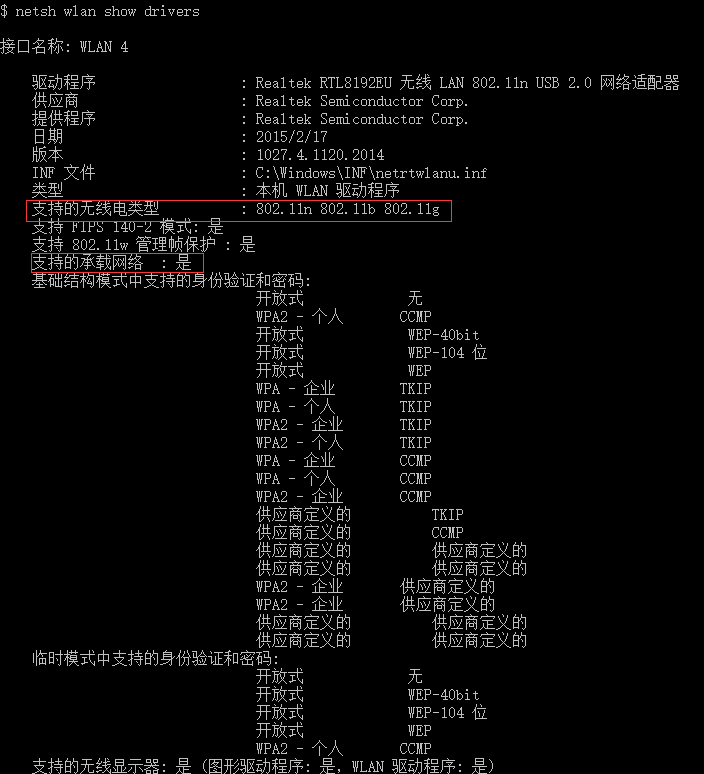 $ netsh wlan show drivers
接口名称: WLAN 4
驱动程序 : Realtek RTL8192EU 无线 LAN 802.11n USB 2.0 网络适配器
供应商 : Realtek Semiconductor Corp.
提供程序 : Realtek Semiconductor Corp.
日期 : 2015/2/17
版本 : 1027.4.1120.2014
INF 文件 : C:\Windows\INF\netrtwlanu.inf
类型 : 本机 WLAN 驱动程序
支持的无线电类型 : 802.11n 802.11b 802.11g
支持 FIPS 140-2 模式: 是
支持 802.11w 管理帧保护 : 是
支持的承载网络 : 是
基础结构模式中支持的身份验证和密码:
开放式 无
WPA2 - 个人 CCMP
开放式 WEP-40bit
开放式 WEP-104 位
开放式 WEP
WPA - 企业 TKIP
WPA - 个人 TKIP
WPA2 - 企业 TKIP
WPA2 - 个人 TKIP
WPA - 企业 CCMP
WPA - 个人 CCMP
WPA2 - 企业 CCMP
供应商定义的 TKIP
供应商定义的 CCMP
供应商定义的 供应商定义的
供应商定义的 供应商定义的
WPA2 - 企业 供应商定义的
WPA2 - 企业 供应商定义的
供应商定义的 供应商定义的
供应商定义的 供应商定义的
临时模式中支持的身份验证和密码:
开放式 无
开放式 WEP-40bit
开放式 WEP-104 位
开放式 WEP
WPA2 - 个人 CCMP
支持的无线显示器: 是 (图形驱动程序: 是, WLAN 驱动程序: 是)